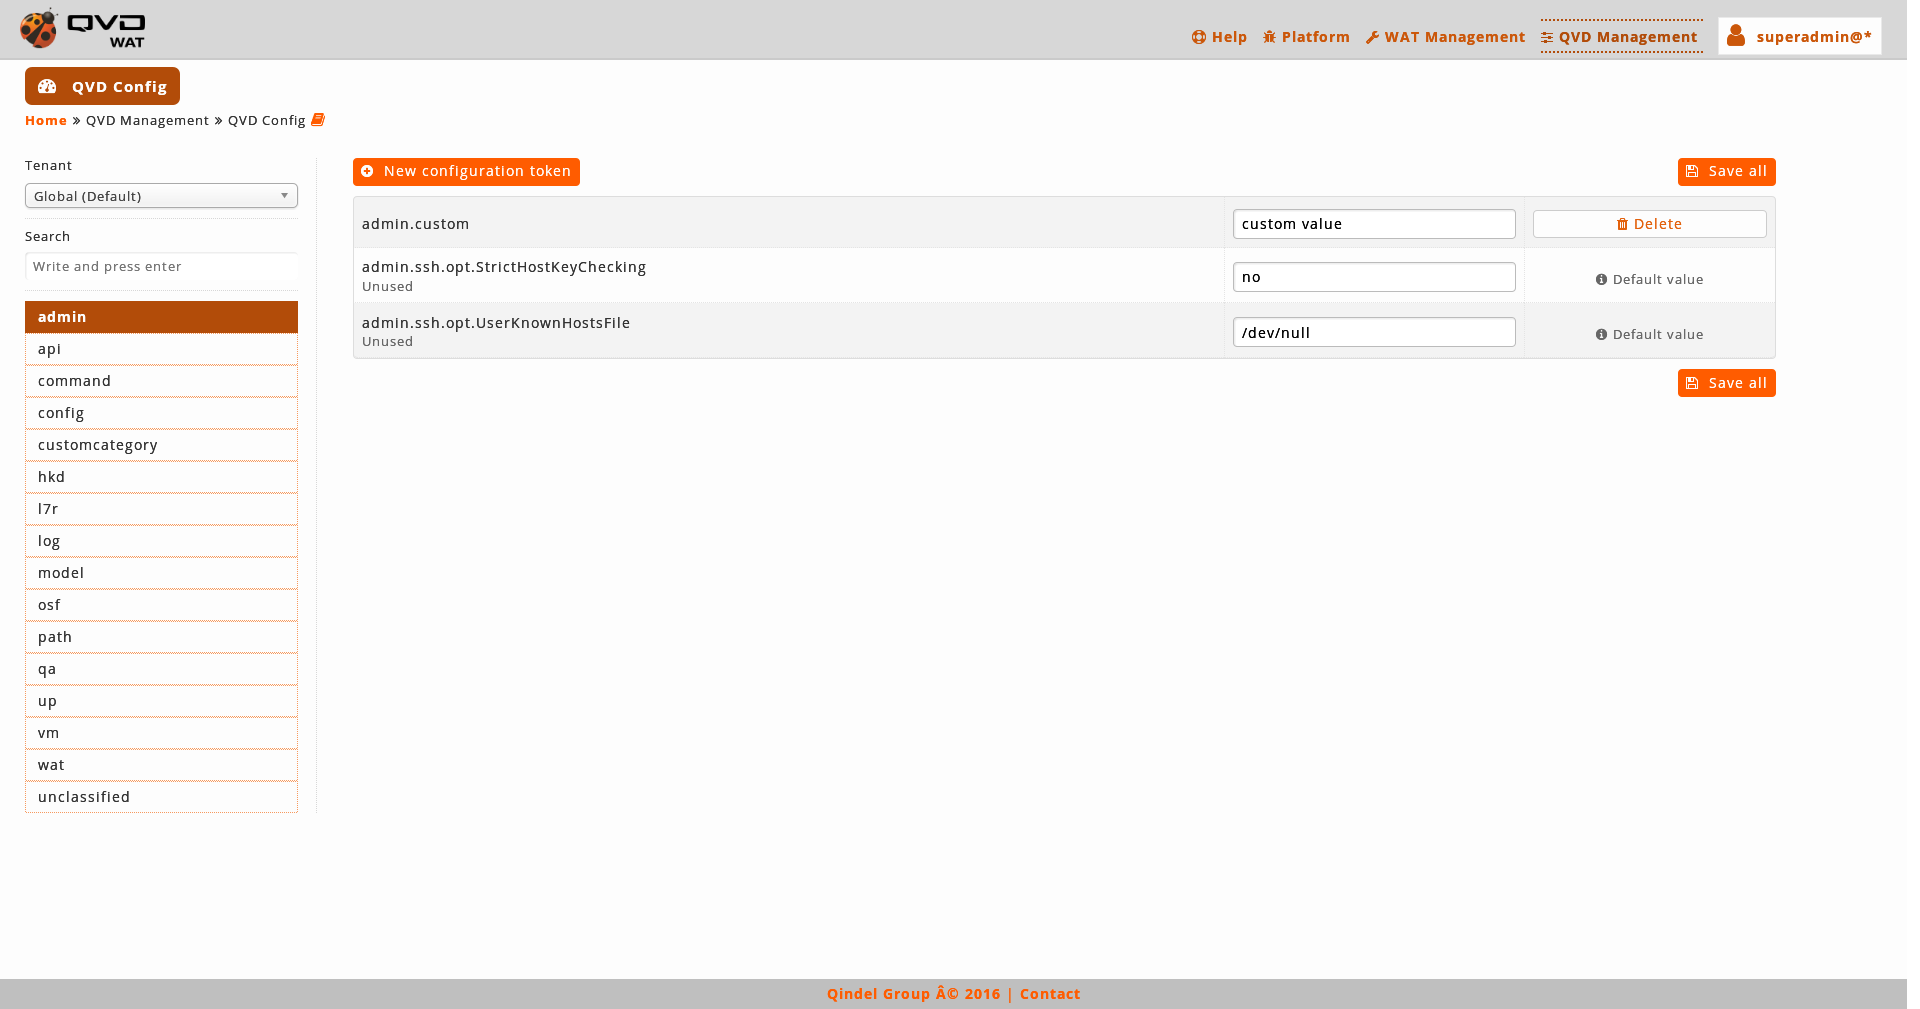 QVD
WAT
Help Platform WAT Management QVD Management superadmin@*
QVD Config
Home » QVD Management » QVD Config
Tenant
Global (Default)
Search
Write and press enter
admin
api
command
config
customcategory
hkd
l7r
log
model
osf
path
qa
up
vm
wat
unclassified
New configuration token
Save all
admin.custom
custom value
Delete
admin.ssh.opt.StrictHostKeyChecking
Unused
no
Default value
admin.ssh.opt.UserKnownHostsFile
Unused
/dev/null
Default value
Save all
Qindel Group Â© 2016 | Contact